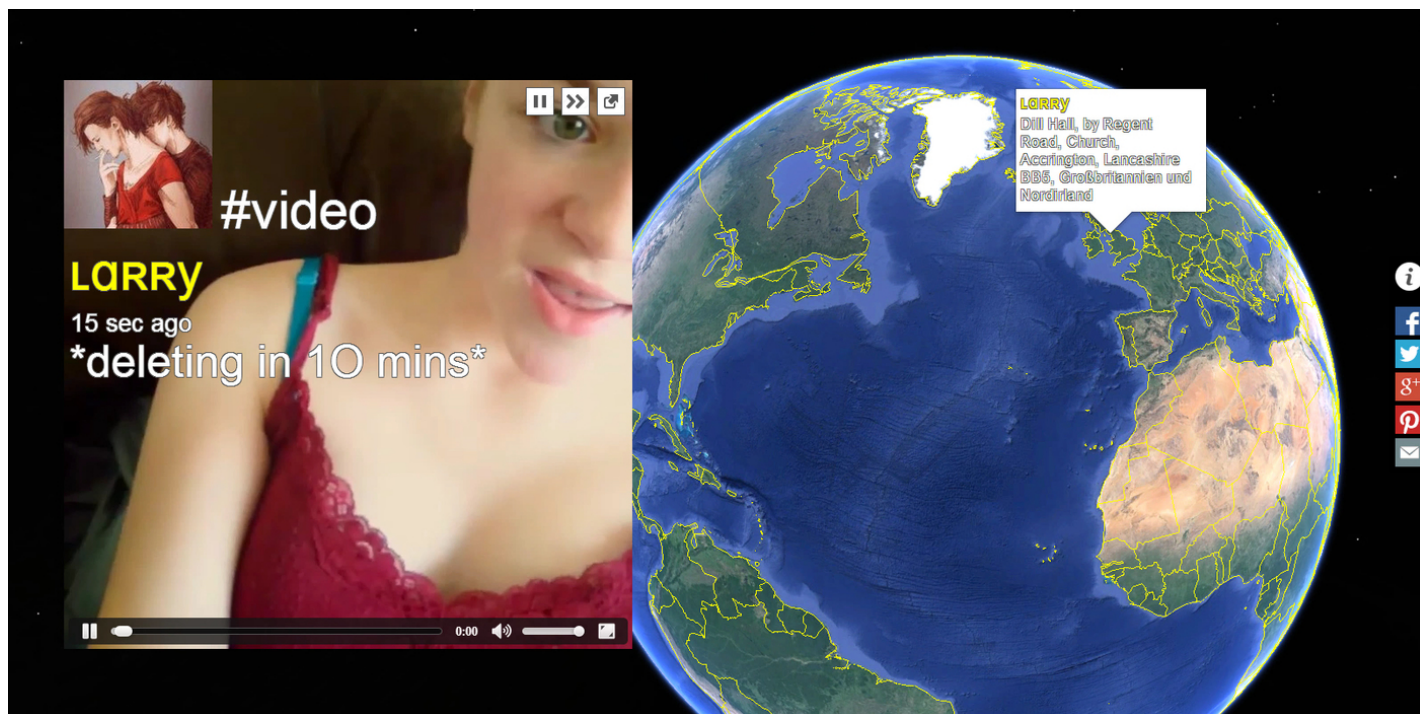 #video
LaRRy
15 sec ago
*deleting in 1O mins*
0:00
LaRRy
Dill Hall, by Regent
Road, Church,
Accrington, Lancashire
BB5, Großbritannien und
Nordirland
i
f
g+